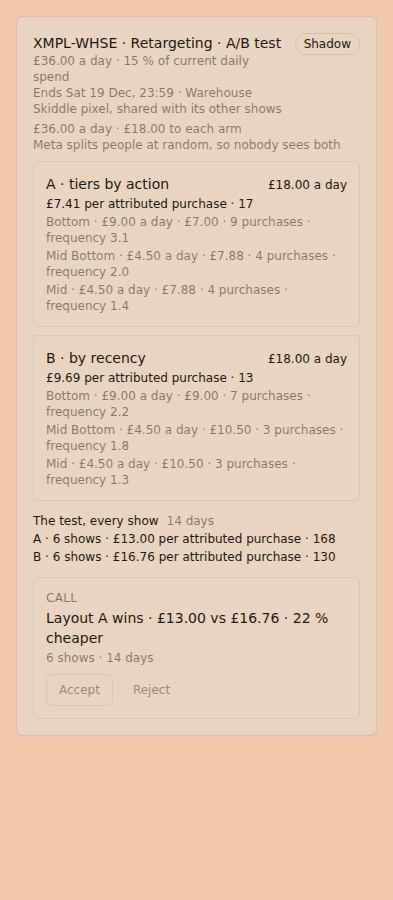 XMPL-WHSE · Retargeting · A/B test
Shadow
£36.00 a day · 15 % of current daily
spend
Ends Sat 19 Dec, 23:59 · Warehouse
Skiddle pixel, shared with its other shows
£36.00 a day · £18.00 to each arm
Meta splits people at random, so nobody sees both
A · tiers by action
£18.00 a day
£7.41 per attributed purchase · 17
Bottom · £9.00 a day · £7.00 · 9 purchases ·
frequency 3.1
Mid Bottom · £4.50 a day · £7.88 · 4 purchases ·
frequency 2.0
Mid · £4.50 a day · £7.88 · 4 purchases ·
frequency 1.4
B · by recency
£18.00 a day
£9.69 per attributed purchase · 13
Bottom · £9.00 a day · £9.00 · 7 purchases ·
frequency 2.2
Mid Bottom · £4.50 a day · £10.50 · 3 purchases ·
frequency 1.8
Mid · £4.50 a day · £10.50 · 3 purchases ·
frequency 1.3
The test, every show 14 days
A · 6 shows · £13.00 per attributed purchase · 168
B · 6 shows · £16.76 per attributed purchase · 130
CALL
Layout A wins · £13.00 vs £16.76 · 22 %
cheaper
6 shows · 14 days
Accept
Reject